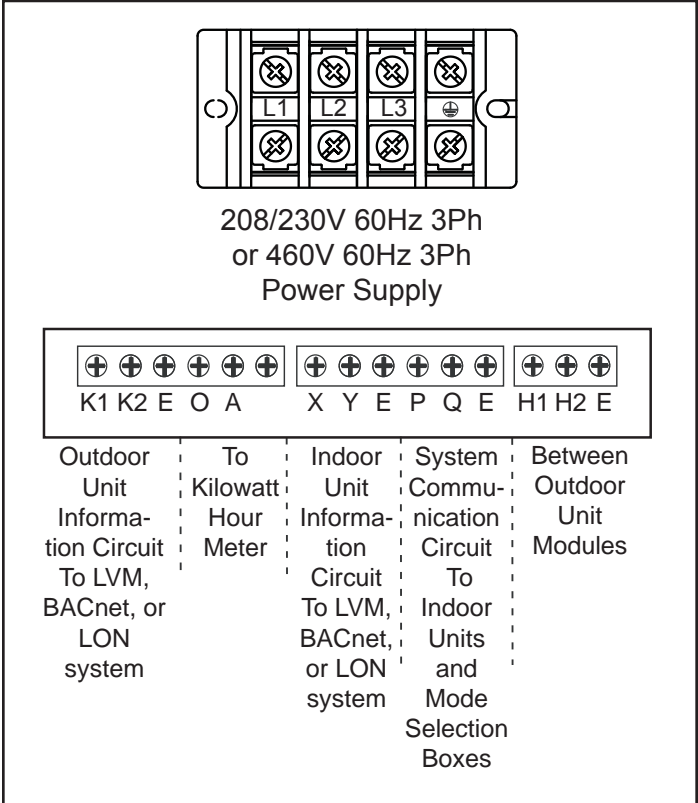 L1 L2 L3
208/230V 60Hz 3Ph
or 460V 60Hz 3Ph
Power Supply
K1 K2 E O A X Y E P Q E H1 H2 E
Outdoor
Unit
Informa-
tion Circuit
To LVM,
BACnet, or
LON
system
To
Kilowatt
Hour
Meter
Indoor
Unit
Informa-
tion
Circuit
To LVM,
BACnet,
or LON
system
System
Commu-
nication
Circuit
To
Indoor
Units
and
Mode
Selection
Boxes
Between
Outdoor
Unit
Modules